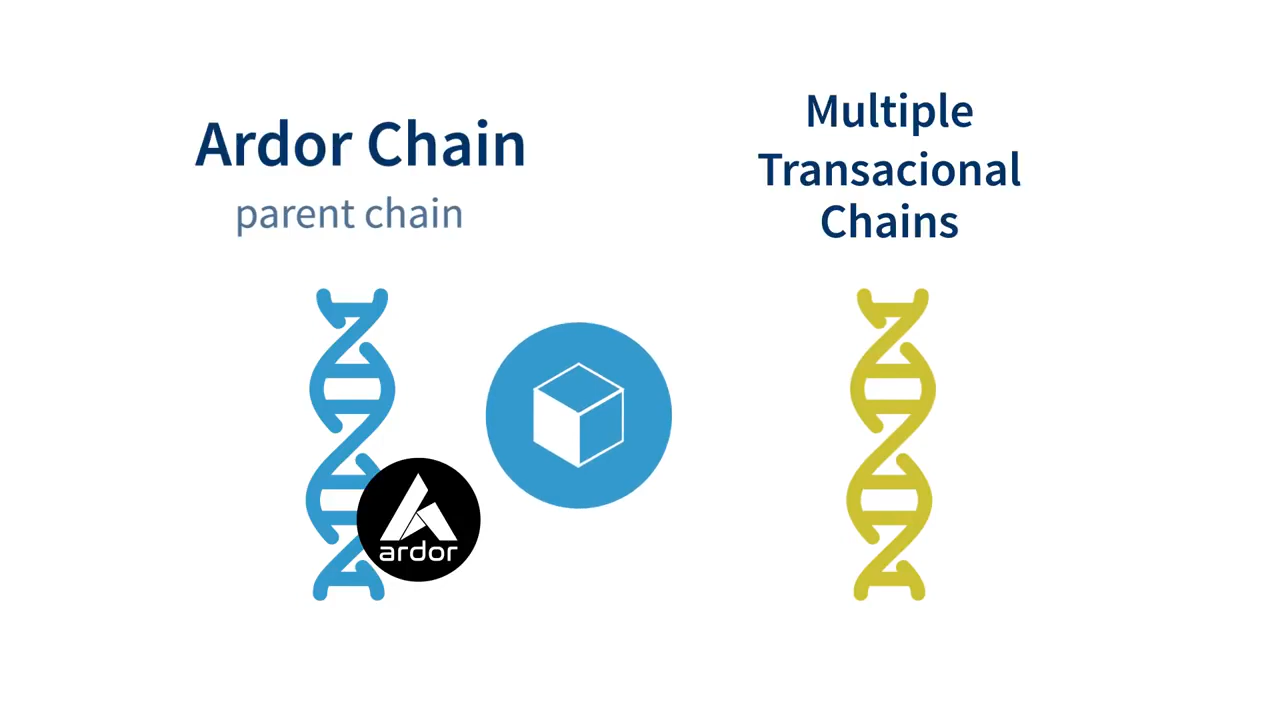 Ardor Chain
parent chain
Multiple
Transacional
Chains
ardor